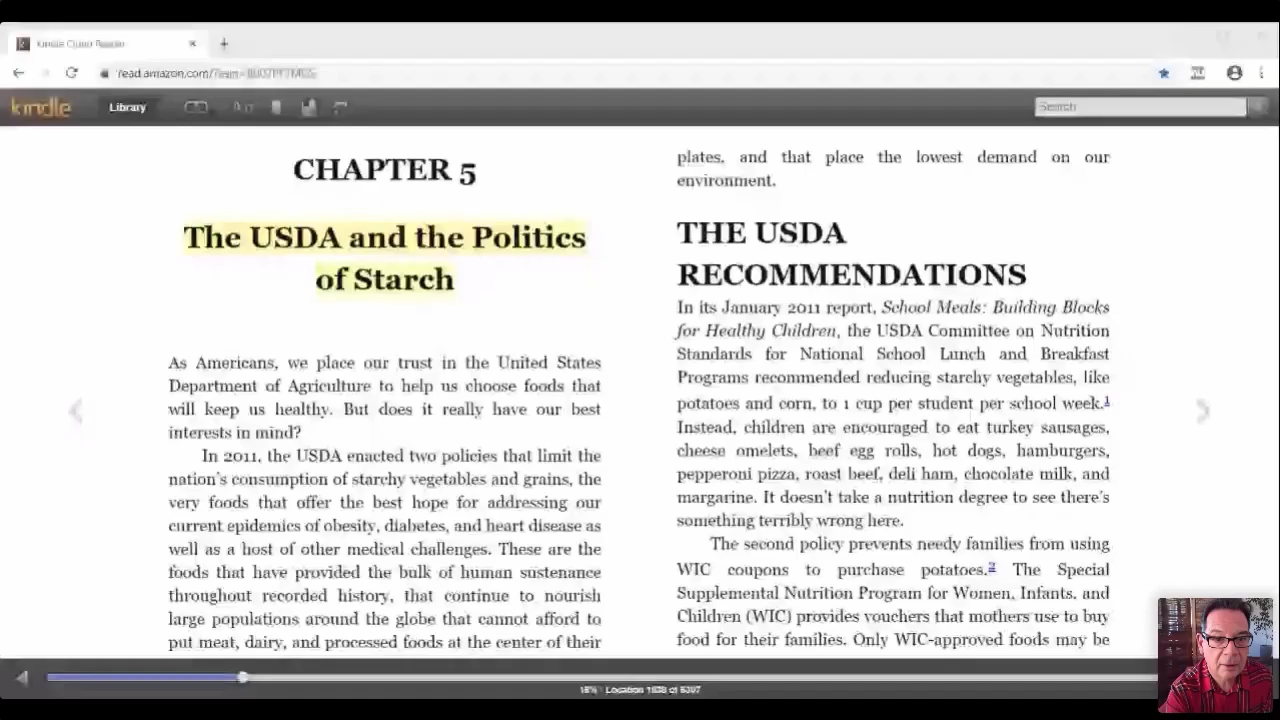 Kindle Cloud Reader
kindle
Library
Search
CHAPTER 5
The USDA and the Politics
of Starch
As Americans, we place our trust in the United States
Department of Agriculture to help us choose foods that
will keep us healthy. But does it really have our best
interests in mind?
In 2011, the USDA enacted two policies that limit the
nation's consumption of starchy vegetables and grains, the
very foods that offer the best hope for addressing our
current epidemics of obesity, diabetes, and heart disease as
well as a host of other medical challenges. These are the
foods that have provided the bulk of human sustenance
throughout recorded history, that continue to nourish
large populations around the globe that cannot afford to
put meat, dairy, and processed foods at the center of their
plates, and that place the lowest demand on our
environment.
THE USDA
RECOMMENDATIONS
In its January 2011 report, School Meals: Building Blocks
for Healthy Children, the USDA Committee on Nutrition
Standards for National School Lunch and Breakfast
Programs recommended reducing starchy vegetables, like
potatoes and corn, to 1 cup per student per school week.1
Instead, children are encouraged to eat turkey sausages,
cheese omelets, beef egg rolls, hot dogs, hamburgers,
pepperoni pizza, roast beef, deli ham, chocolate milk, and
margarine. It doesn't take a nutrition degree to see there's
something terribly wrong here.
The second policy prevents needy families from using
WIC coupons to purchase potatoes.2 The Special
Supplemental Nutrition Program for Women, Infants, and
Children (WIC) provides vouchers that mothers use to buy
food for their families. Only WIC-approved foods may be